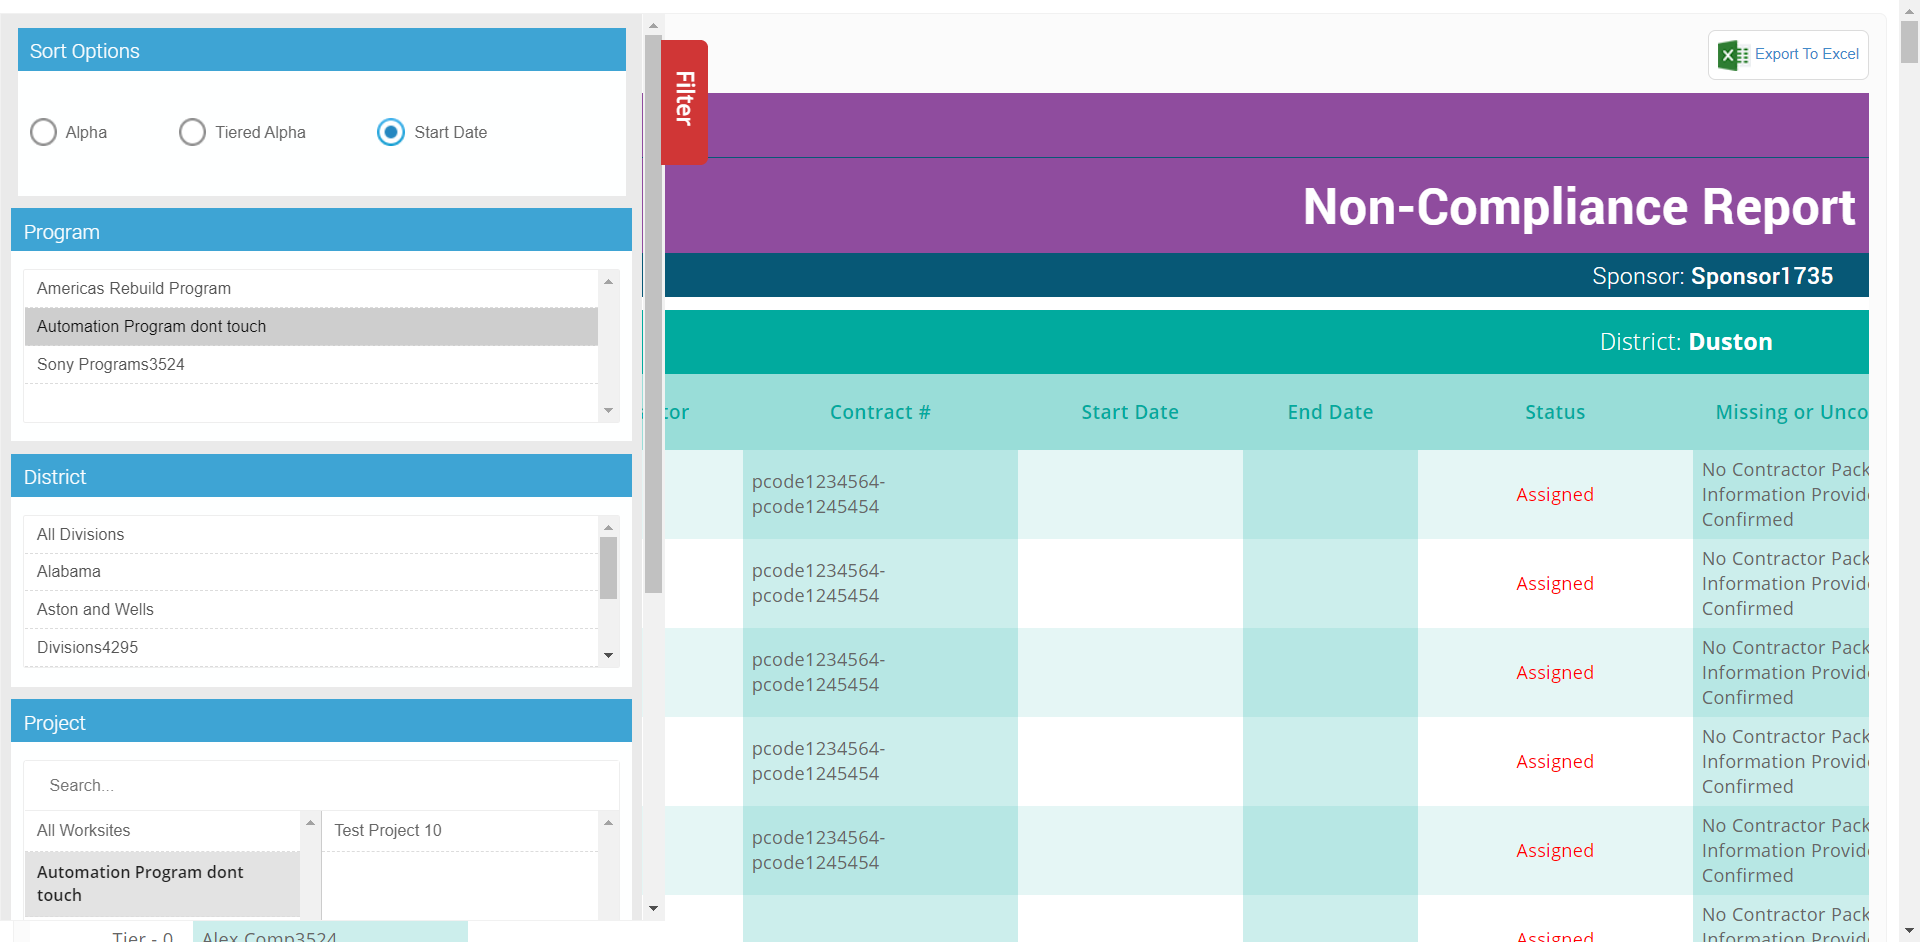 Sort Options
Alpha
Tiered Alpha
Start Date
Program
Americas Rebuild Program
Automation Program dont touch
Sony Programs3524
District
All Divisions
Alabama
Aston and Wells
Divisions4295
Project
Search...
All Worksites
Automation Program dont
touch
Test Project 10
Filter
Export To Excel
Non-Compliance Report
Sponsor: Sponsor1735
District: Duston
tor
Contract #
Start Date
End Date
Status
Missing or Unco
pcode1234564-
pcode1245454
Assigned
No Contractor Pack
Information Provid
Confirmed
pcode1234564-
pcode1245454
Assigned
No Contractor Pack
Information Provid
Confirmed
pcode1234564-
pcode1245454
Assigned
No Contractor Pack
Information Provid
Confirmed
pcode1234564-
pcode1245454
Assigned
No Contractor Pack
Information Provid
Confirmed
pcode1234564-
pcode1245454
Assigned
No Contractor Pack
Information Provid
Confirmed
Tier - 0
Alex Comp3524
Assigned
No Contractor Pack
Information Provid